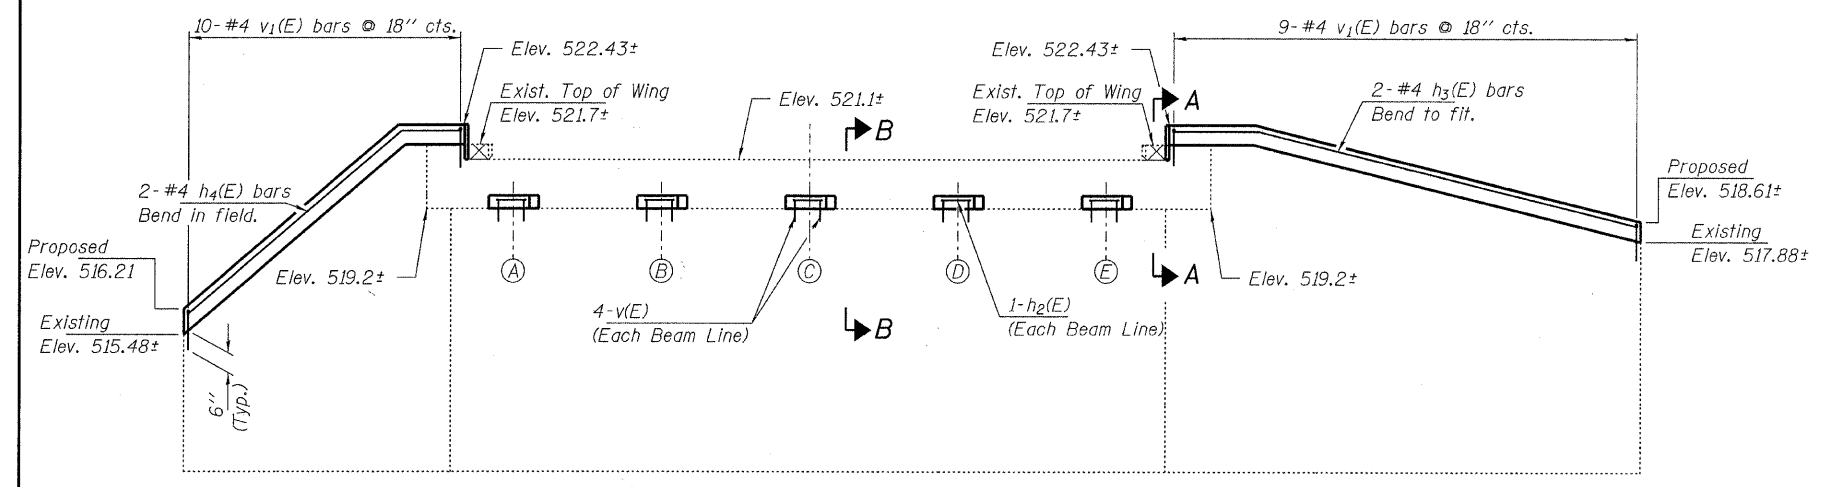 10-#4 v₁(E) bars @ 18" cts.
9-#4 v₁(E) bars @ 18" cts.
Elev. 522.43±
Elev. 522.43±
Exist. Top of Wing
Elev. 521.7±
Elev. 521.1±
B
Exist. Top of Wing
Elev. 521.7±
A
2-#4 h₃(E) bars
Bend to fit.
2-#4 h₄(E) bars
Bend in field.
Proposed
Elev. 518.61±
Existing
Elev. 517.88±
Proposed
Elev. 516.21
Elev. 519.2±
A
B
C
D
E
A
Elev. 519.2±
Existing
Elev. 515.48±
4-v(E)
(Each Beam Line)
B
1-h₂(E)
(Each Beam Line)
6"
(Typ.)